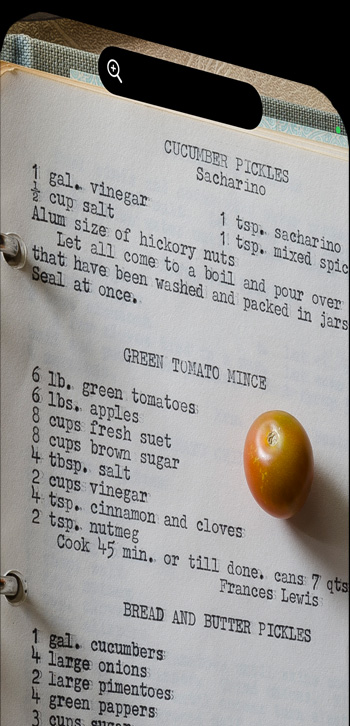 CUCUMBER PICKLES
Sacharino
1 gal. vinegar
½ cup salt
1 tsp. sacharino
Alum size of hickory nuts
1 tsp. mixed spic
Let all come to a boil and pour over
that have been washed and packed in jars
Seal at once.
GREEN TOMATO MINCE
6 lb. green tomatoes
6 lbs. apples
8 cups fresh suet
8 cups brown sugar
4 tbsp. salt
2 cups vinegar
4 tsp. cinnamon and cloves
2 tsp. nutmeg
Cook 45 min. or till done. cans 7 qts
Frances Lewis
BREAD AND BUTTER PICKLES
1 gal. cucumbers
4 large onions
2 large pimentoes
4 green pappers
3 cups sugar